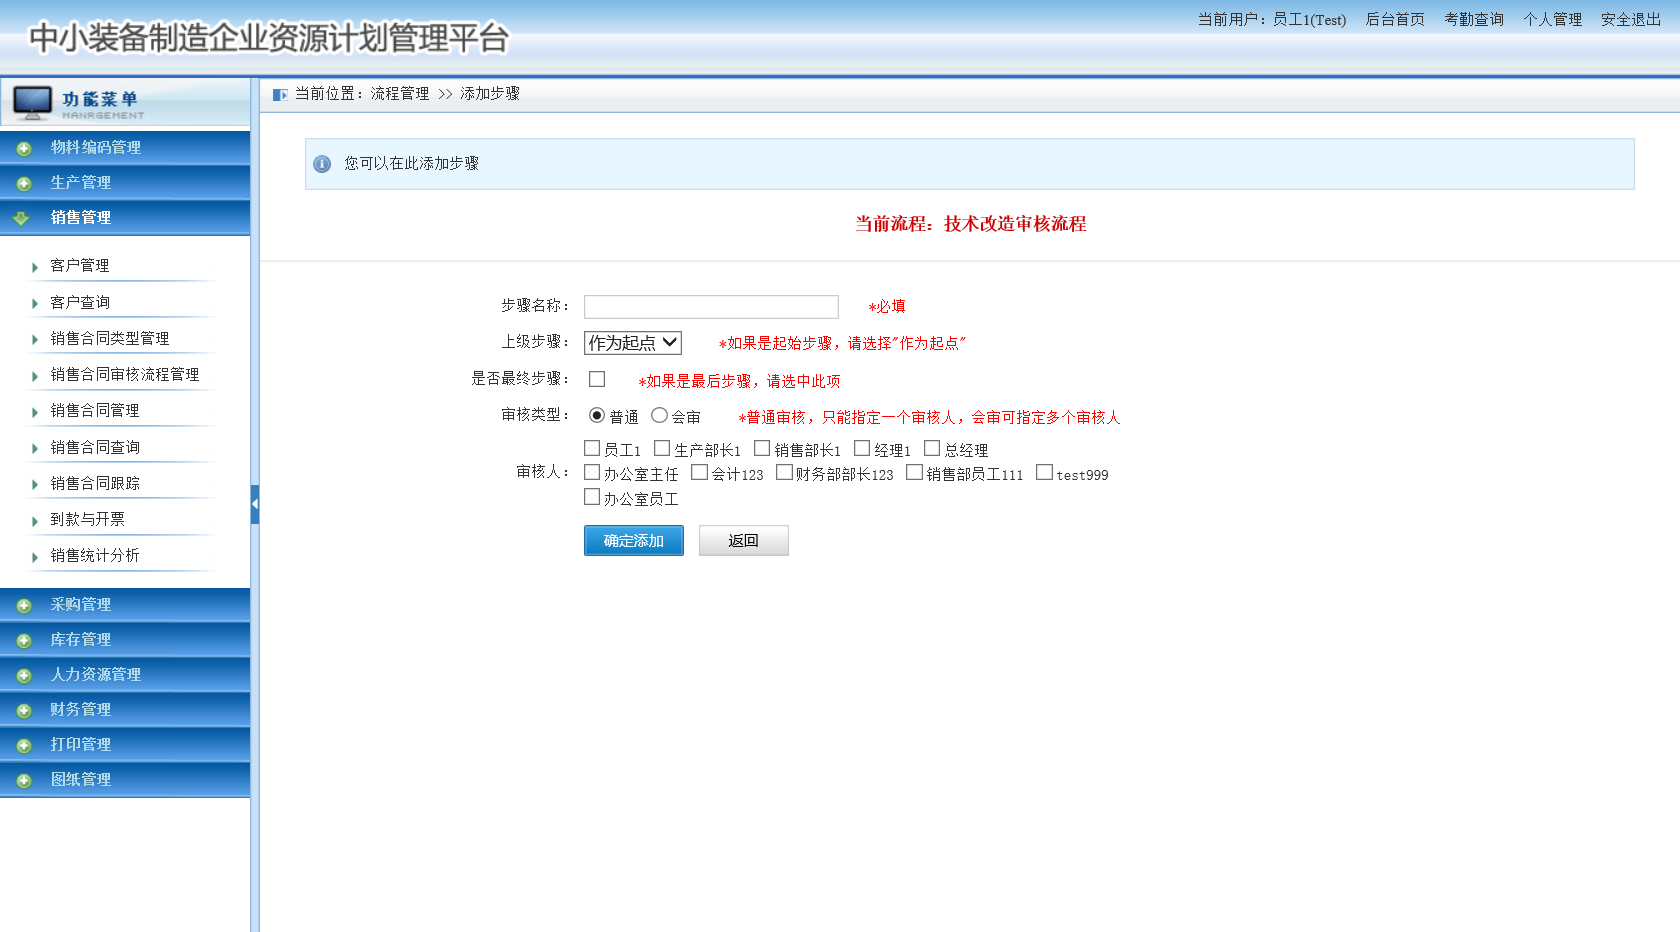 中小装备制造企业资源计划管理平台
当前用户：员工1(Test) 后台首页 考勤查询 个人管理 安全退出
功能菜单
MANRGEMENT
当前位置：流程管理 >> 添加步骤
物料编码管理
生产管理
销售管理
客户管理
客户查询
销售合同类型管理
销售合同审核流程管理
销售合同管理
销售合同查询
销售合同跟踪
到款与开票
销售统计分析
采购管理
库存管理
人力资源管理
财务管理
打印管理
图纸管理
您可以在此添加步骤
当前流程：技术改造审核流程
步骤名称： *必填
上级步骤： 作为起点 *如果是起始步骤，请选择"作为起点"
是否最终步骤： *如果是最后步骤，请选中此项
审核类型： 普通 会审 *普通审核，只能指定一个审核人，会审可指定多个审核人
审核人：
员工1 生产部长1 销售部长1 经理1 总经理
办公室主任 会计123 财务部部长123 销售部员工111 test999
办公室员工
确定添加 返回